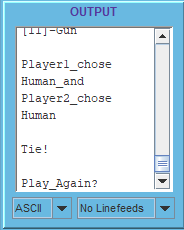 OUTPUT
[11]=Gun
Player1_chose
Human_and
Player2_chose
Human
Tie!
Play_Again?
ASCII
No Linefeeds